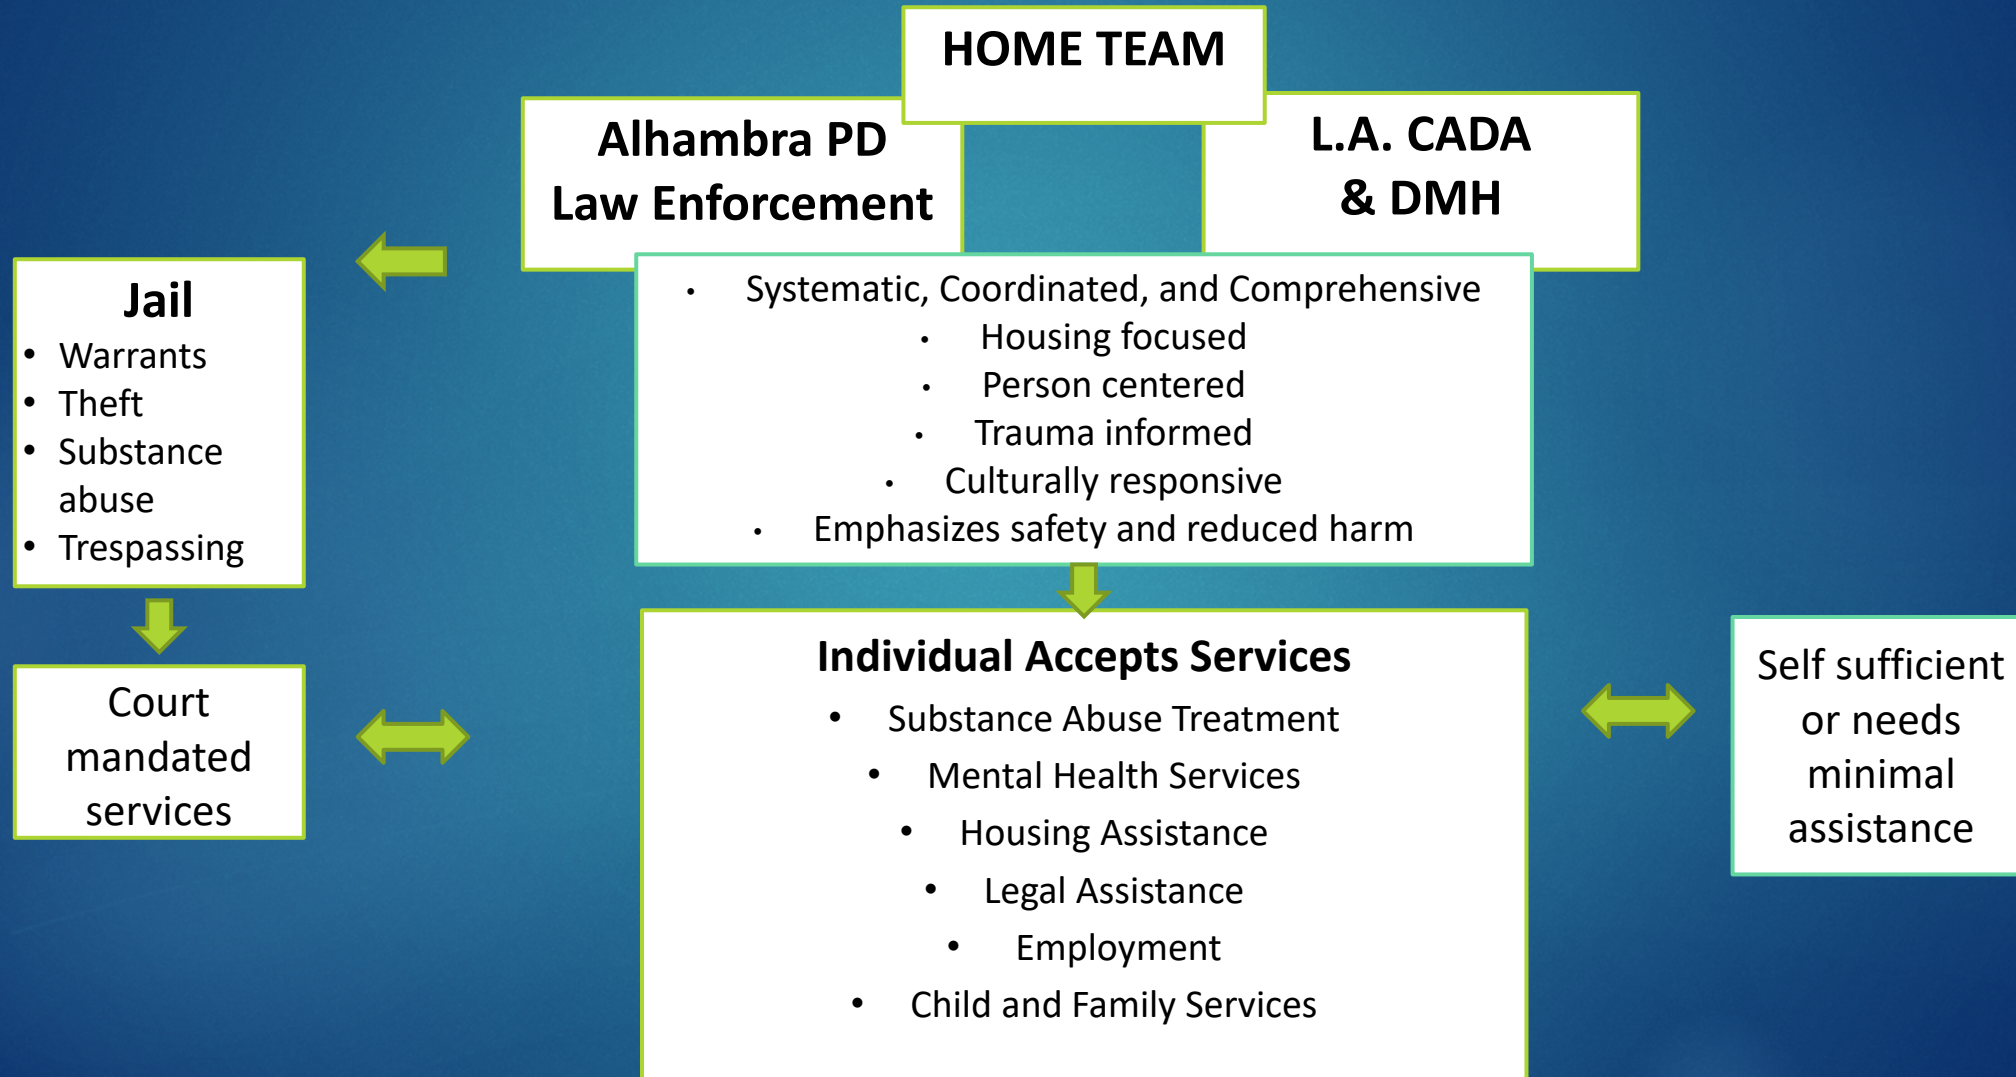 HOME TEAM
Alhambra PD
Law Enforcement
L.A. CADA
& DMH
• Systematic, Coordinated, and Comprehensive
• Housing focused
• Person centered
• Trauma informed
• Culturally responsive
• Emphasizes safety and reduced harm
Jail
• Warrants
• Theft
• Substance
abuse
• Trespassing
Court
mandated
services
Individual Accepts Services
• Substance Abuse Treatment
• Mental Health Services
• Housing Assistance
• Legal Assistance
• Employment
• Child and Family Services
Self sufficient
or needs
minimal
assistance